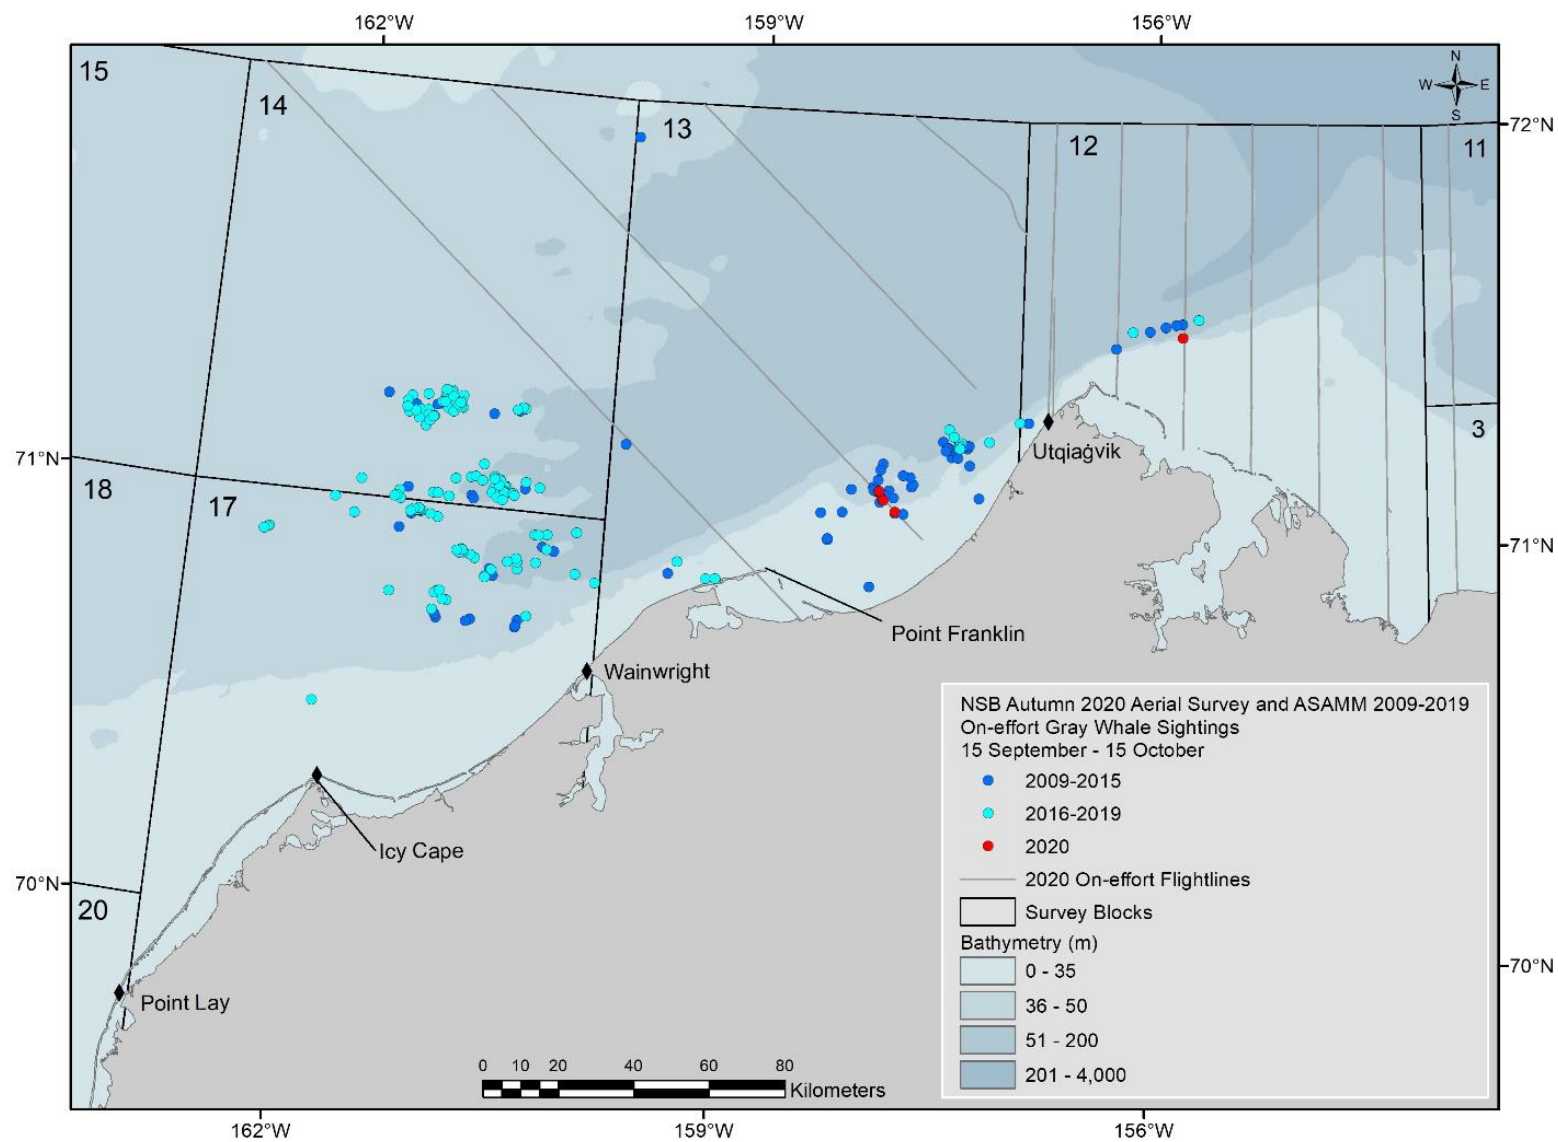 162°W
159°W
156°W
N
W E
S
15
14
13
12
11
72°N
71°N
18
17
3
Utqiaġvik
71°N
Point Franklin
Wainwright
Icy Cape
70°N
20
Point Lay
70°N
NSB Autumn 2020 Aerial Survey and ASAMM 2009-2019
On-effort Gray Whale Sightings
15 September - 15 October
2009-2015
2016-2019
2020
2020 On-effort Flightlines
Survey Blocks
Bathymetry (m)
0 - 35
36 - 50
51 - 200
201 - 4,000
0 10 20 40 60 80
Kilometers
162°W
159°W
156°W